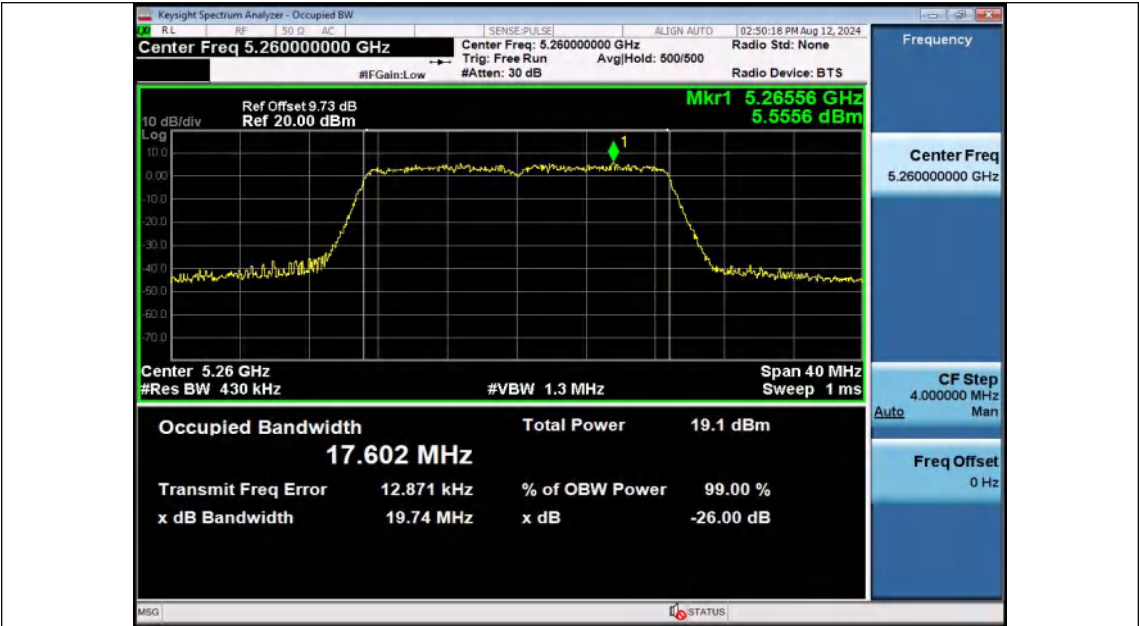 Keysight Spectrum Analyzer - Occupied BW
LXI RL RF 50 Ω AC SENSE:PULSE ALIGN AUTO 02:50:18 PM Aug 12, 2024
Center Freq 5.260000000 GHz Center Freq: 5.260000000 GHz Radio Std: None Frequency
Trig: Free Run Avg|Hold: 500/500
#IFGain:Low #Atten: 30 dB Radio Device: BTS
Mkr1 5.26556 GHz
Ref Offset 9.73 dB
10 dB/div Ref 20.00 dBm 5.5556 dBm
Log
1
10.0
0.00
-10.0
-20.0
-30.0
-40.0
-50.0
-60.0
-70.0
Center Freq
5.260000000 GHz
Center 5.26 GHz Span 40 MHz
#Res BW 430 kHz #VBW 1.3 MHz Sweep 1 ms
CF Step
4.000000 MHz
Auto Man
Occupied Bandwidth Total Power 19.1 dBm
17.602 MHz
Transmit Freq Error 12.871 kHz % of OBW Power 99.00 %
x dB Bandwidth 19.74 MHz x dB -26.00 dB
Freq Offset
0 Hz
MSG STATUS